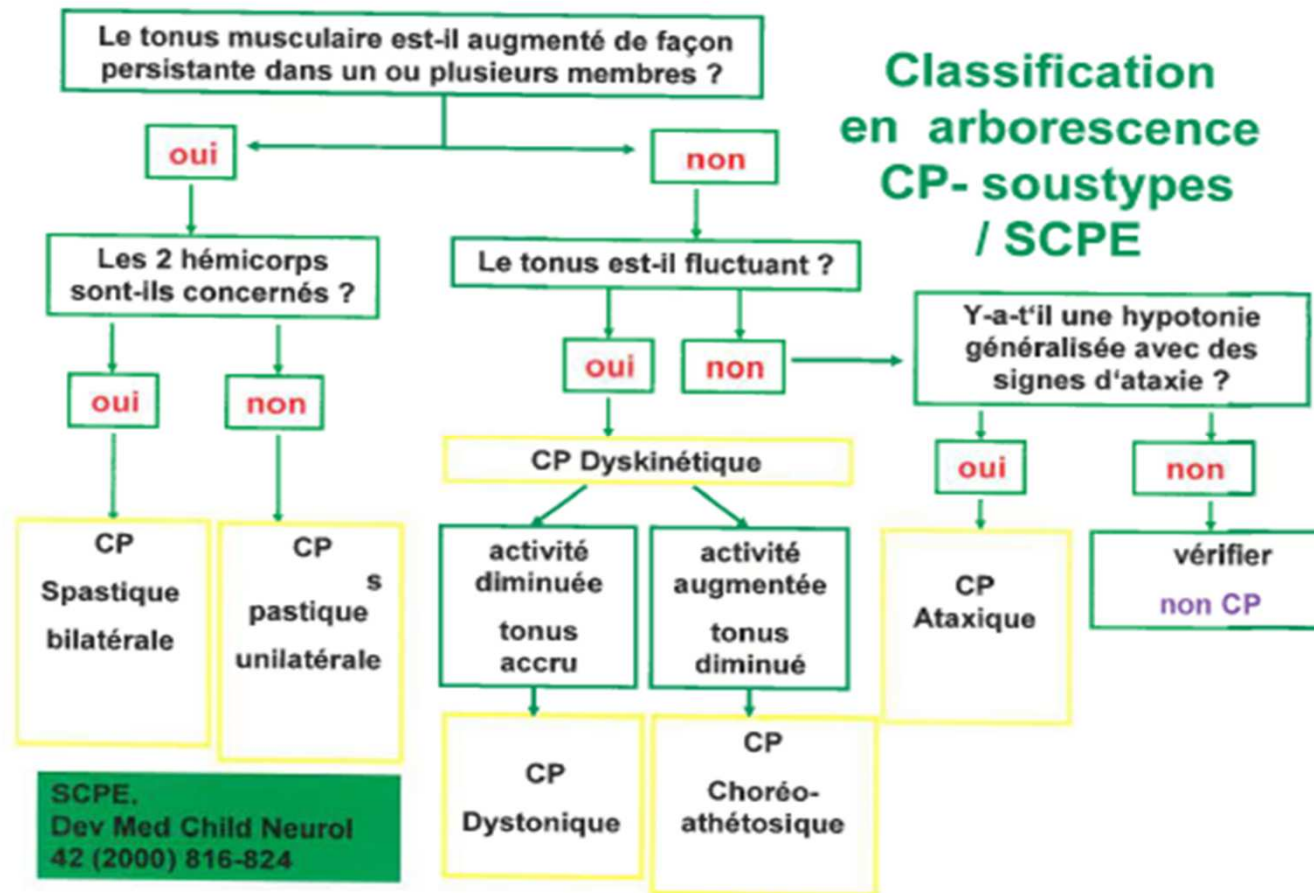 Le tonus musculaire est-il augmenté de façon
persistante dans un ou plusieurs membres ?
Classification
en arborescence
CP- soustypes
/ SCPE
oui
non
Les 2 hémicorps
sont-ils concernés ?
Le tonus est-il fluctuant ?
Y-a-t'il une hypotonie
généralisée avec des
signes d'ataxie ?
oui
non
oui
non
oui
non
CP
Spastique
bilatérale
CP
s
pastique
unilatérale
CP Dyskinétique
activité
diminuée
tonus
accru
activité
augmentée
tonus
diminué
CP
Ataxique
vérifier
non CP
CP
Dystonique
CP
Choréo-
athétosique
SCPE.
Dev Med Child Neurol
42 (2000) 816-824